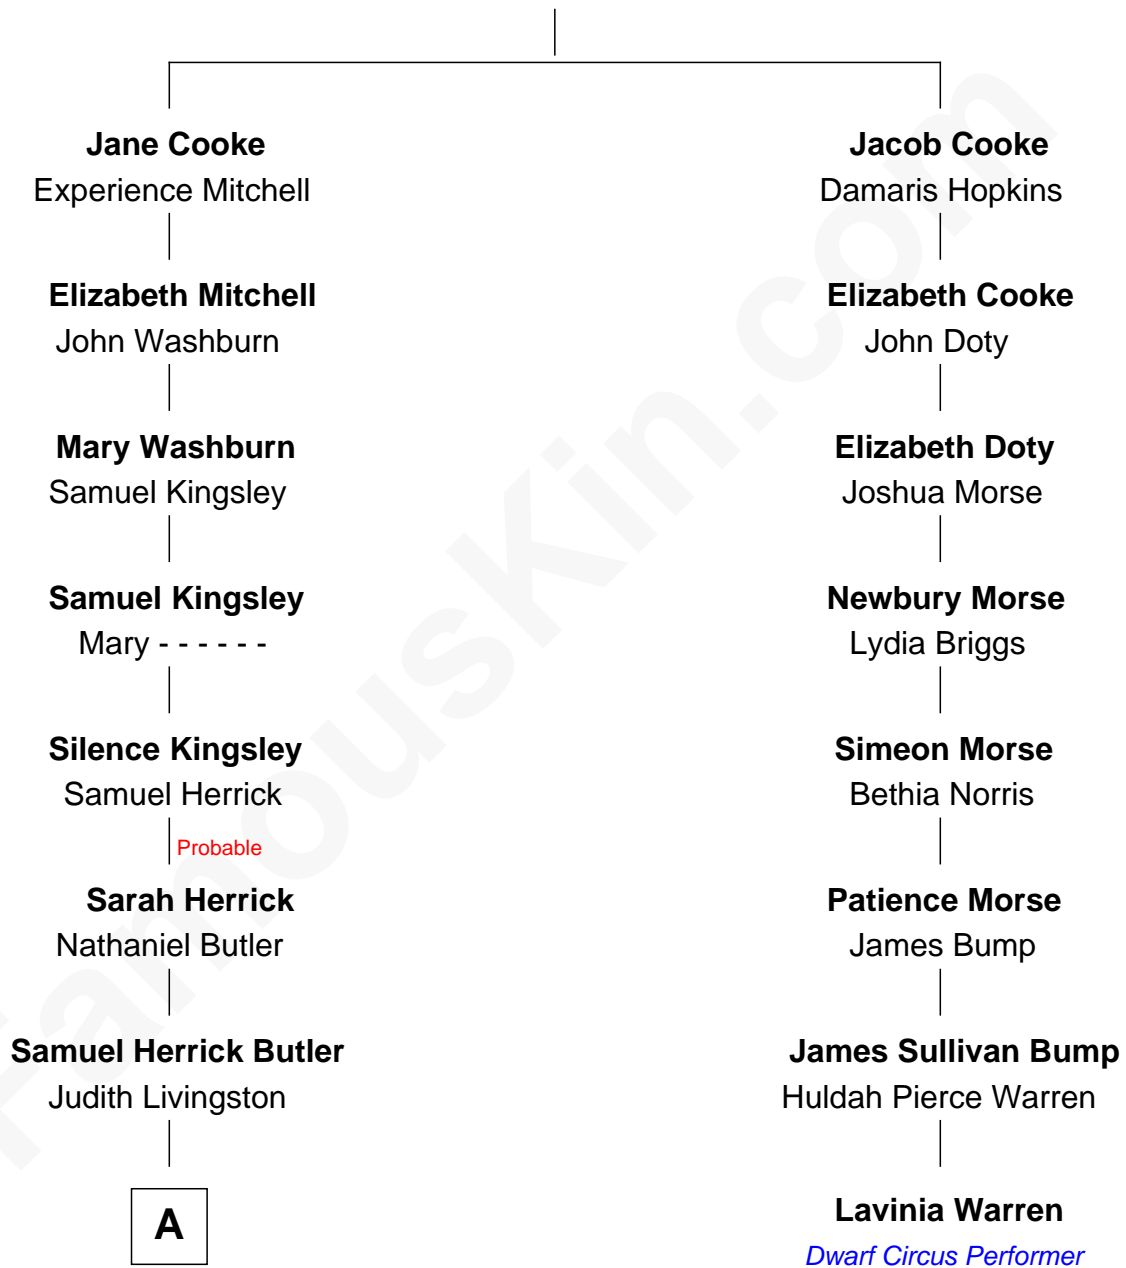 Jane Cooke
Experience Mitchell
Elizabeth Mitchell
John Washburn
Mary Washburn
Samuel Kingsley
Samuel Kingsley
Mary - - - - - -
Silence Kingsley
Samuel Herrick
Probable
Sarah Herrick
Nathaniel Butler
Samuel Herrick Butler
Judith Livingston
A
Jacob Cooke
Damaris Hopkins
Elizabeth Cooke
John Doty
Elizabeth Doty
Joshua Morse
Newbury Morse
Lydia Briggs
Simeon Morse
Bethia Norris
Patience Morse
James Bump
James Sullivan Bump
Huldah Pierce Warren
Lavinia Warren
Dwarf Circus Performer
FamousKin.com